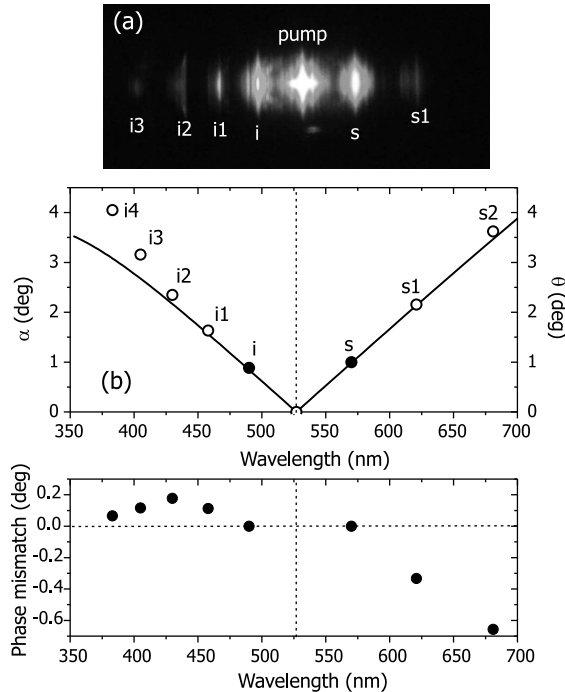 (a)
pump
i3 i2 i1 i s s1
4 4
3 3
2 2
1 1
0 0
α (deg)
θ (deg)
i4
i3
i2
i1
i
s
s1
s2
(b)
350 400 450 500 550 600 650 700
Wavelength (nm)
0.2
0.0
-0.2
-0.4
-0.6
Phase mismatch (deg)
350 400 450 500 550 600 650 700
Wavelength (nm)